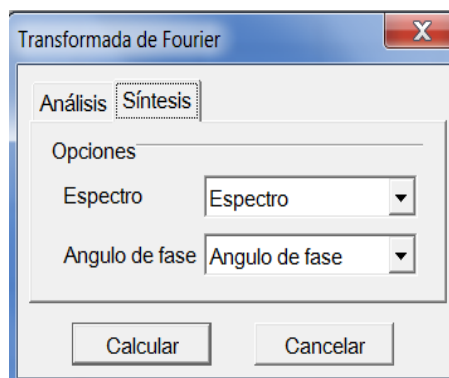 Transformada de Fourier
Análisis Síntesis
Opciones
Espectro Espectro
Angulo de fase Angulo de fase
Calcular Cancelar